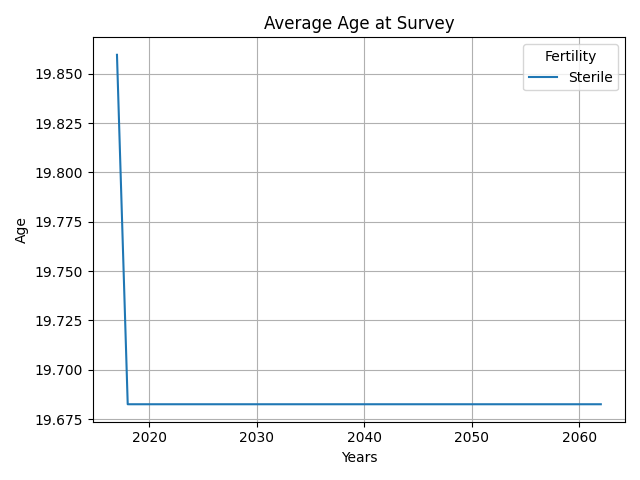 Average Age at Survey
Fertility
Sterile
19.850
19.825
19.800
19.775
19.750
19.725
19.700
19.675
Age
2020 2030 2040 2050 2060
Years